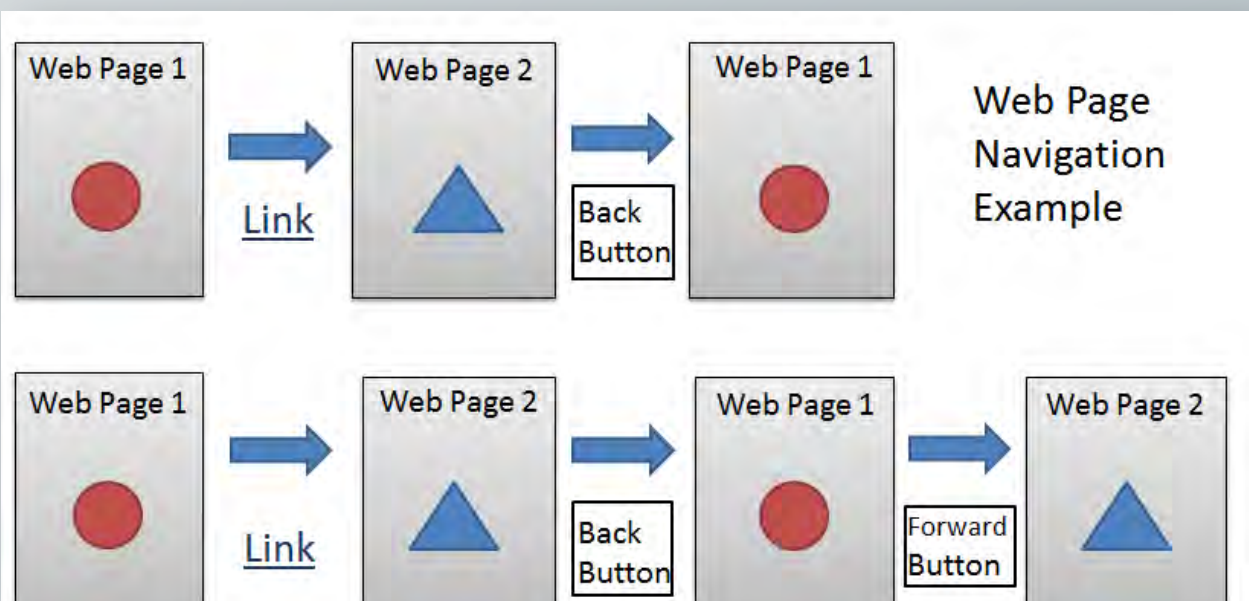 Web Page 1
Web Page 2
Web Page 1
Link
Back
Button
Web Page
Navigation
Example
Web Page 1
Web Page 2
Web Page 1
Web Page 2
Link
Back
Button
Forward
Button